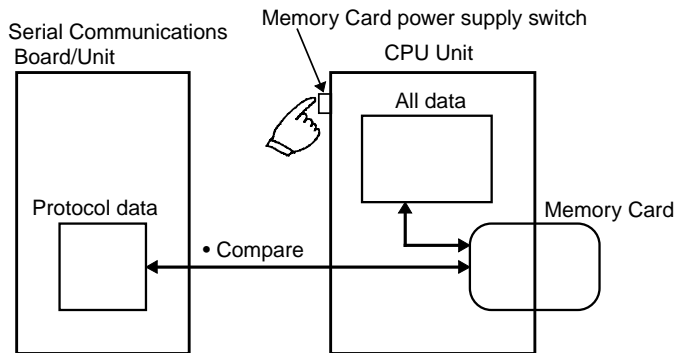 Memory Card power supply switch
Serial Communications
Board/Unit
CPU Unit
All data
Protocol data
Memory Card
• Compare